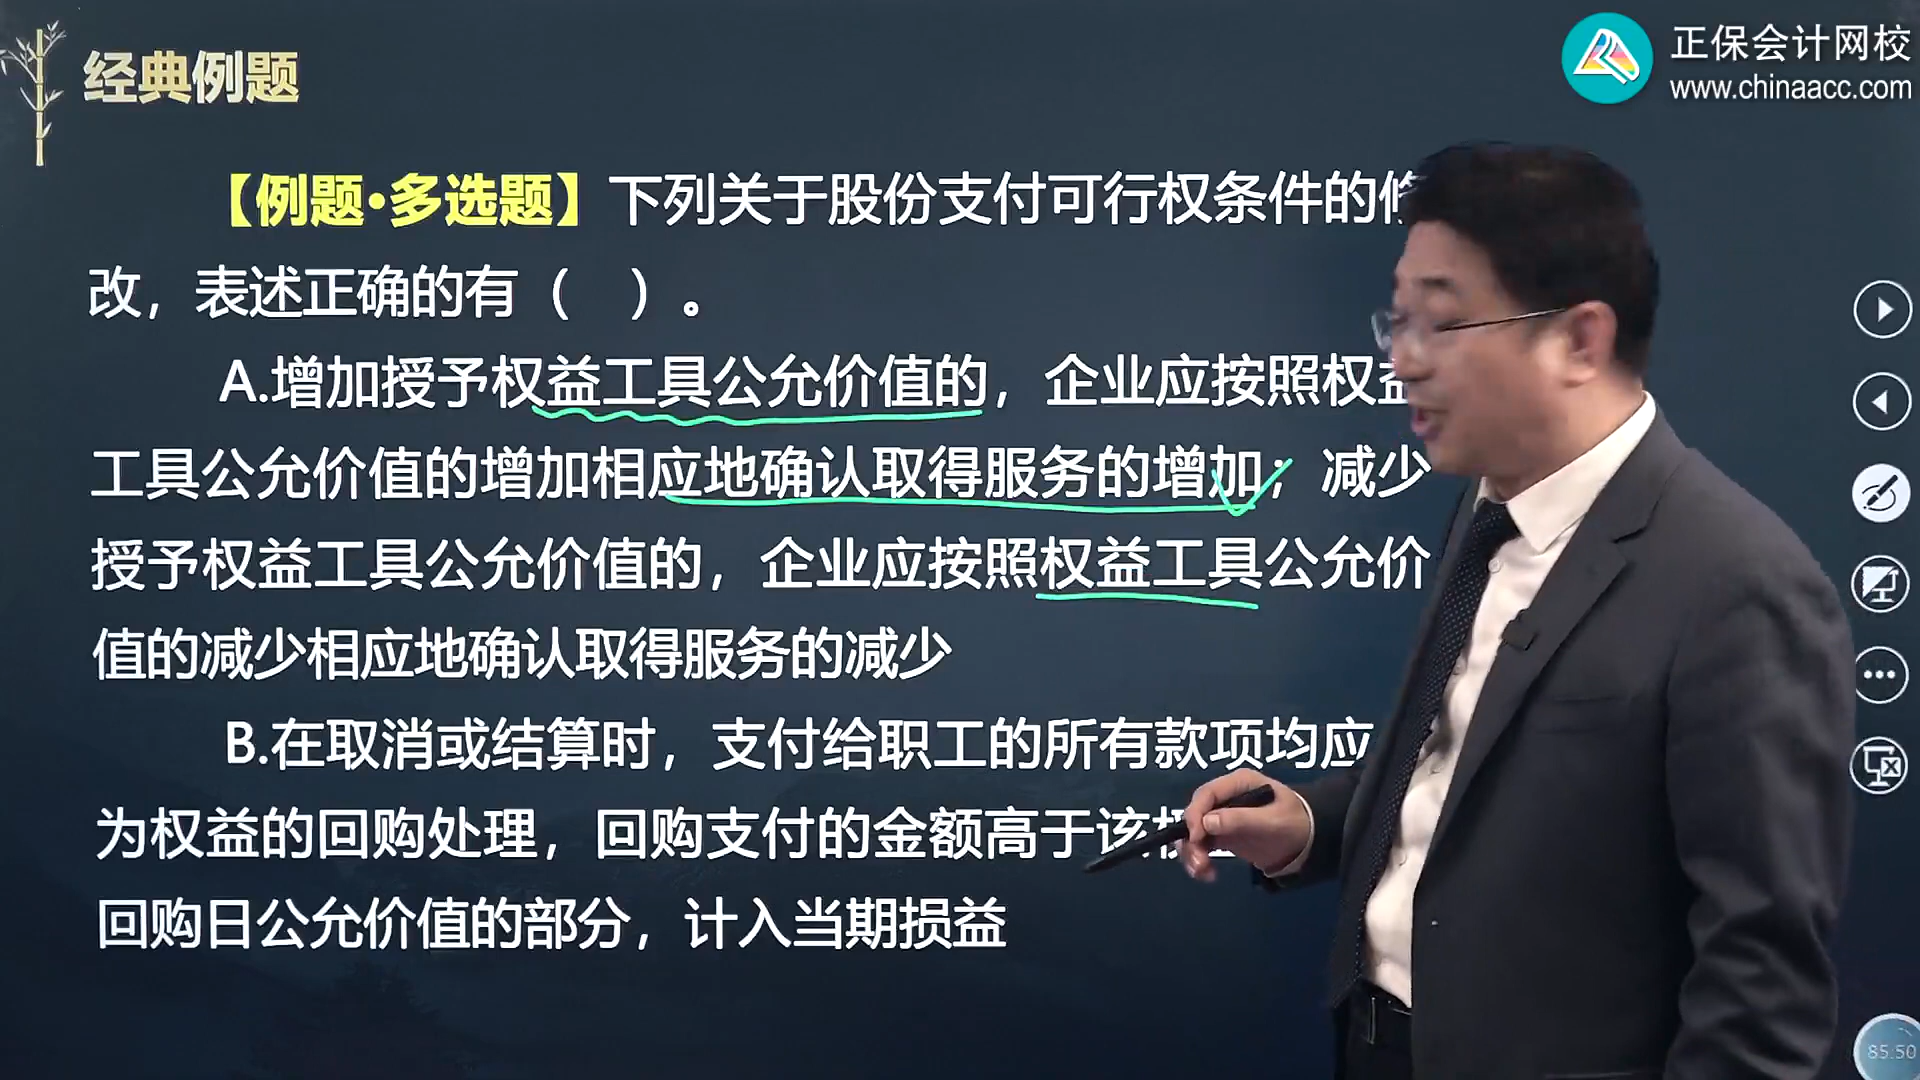 经典例题
正保会计网校
www.chinaacc.com
【例题•多选题】下列关于股份支付可行权条件的修
改，表述正确的有（ ）。
A.增加授予权益工具公允价值的，企业应按照权益
工具公允价值的增加相应地确认取得服务的增加；减少
授予权益工具公允价值的，企业应按照权益工具公允价
值的减少相应地确认取得服务的减少
B.在取消或结算时，支付给职工的所有款项均应
为权益的回购处理，回购支付的金额高于该权
回购日公允价值的部分，计入当期损益
85.50